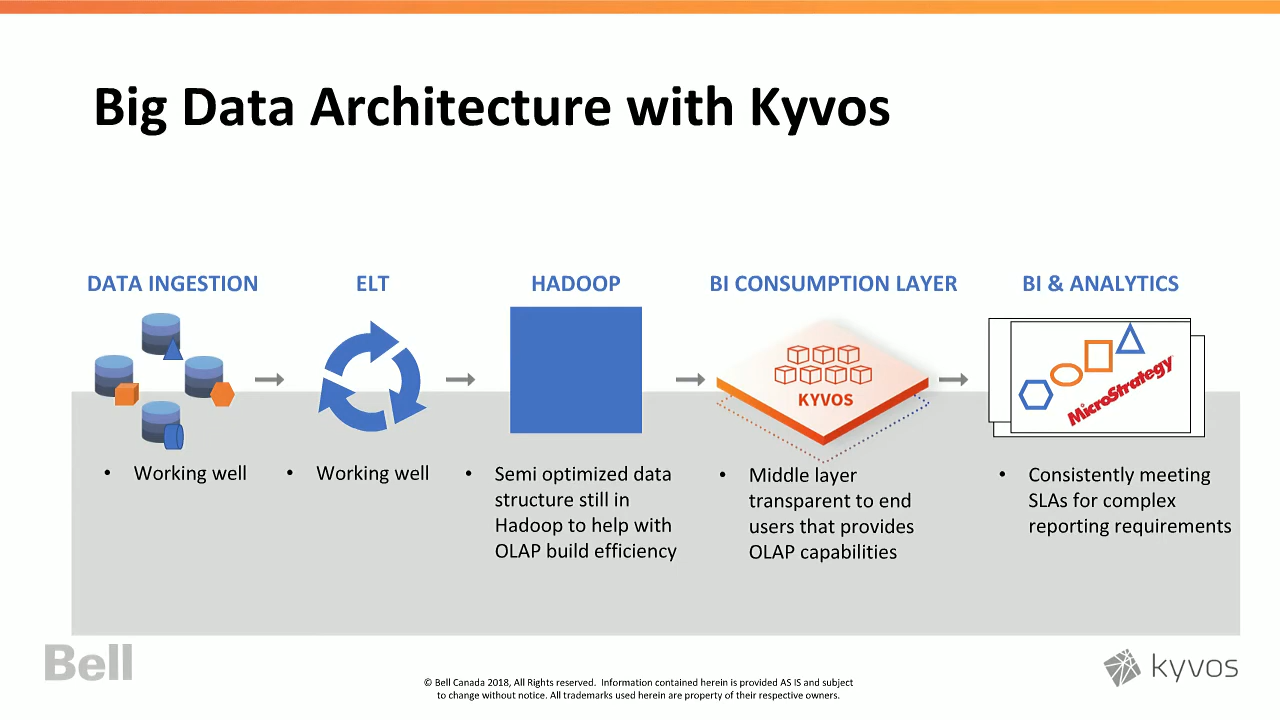 Big Data Architecture with Kyvos
DATA INGESTION
ELT
HADOOP
BI CONSUMPTION LAYER
BI & ANALYTICS
KYVOS
MicroStrategy
• Working well
• Working well
• Semi optimized data
structure still in
Hadoop to help with
OLAP build efficiency
• Middle layer
transparent to end
users that provides
OLAP capabilities
• Consistently meeting
SLAs for complex
reporting requirements
Bell
© Bell Canada 2018, All Rights reserved. Information contained herein is provided AS IS and subject
to change without notice. All trademarks used herein are property of their respective owners.
kyvos